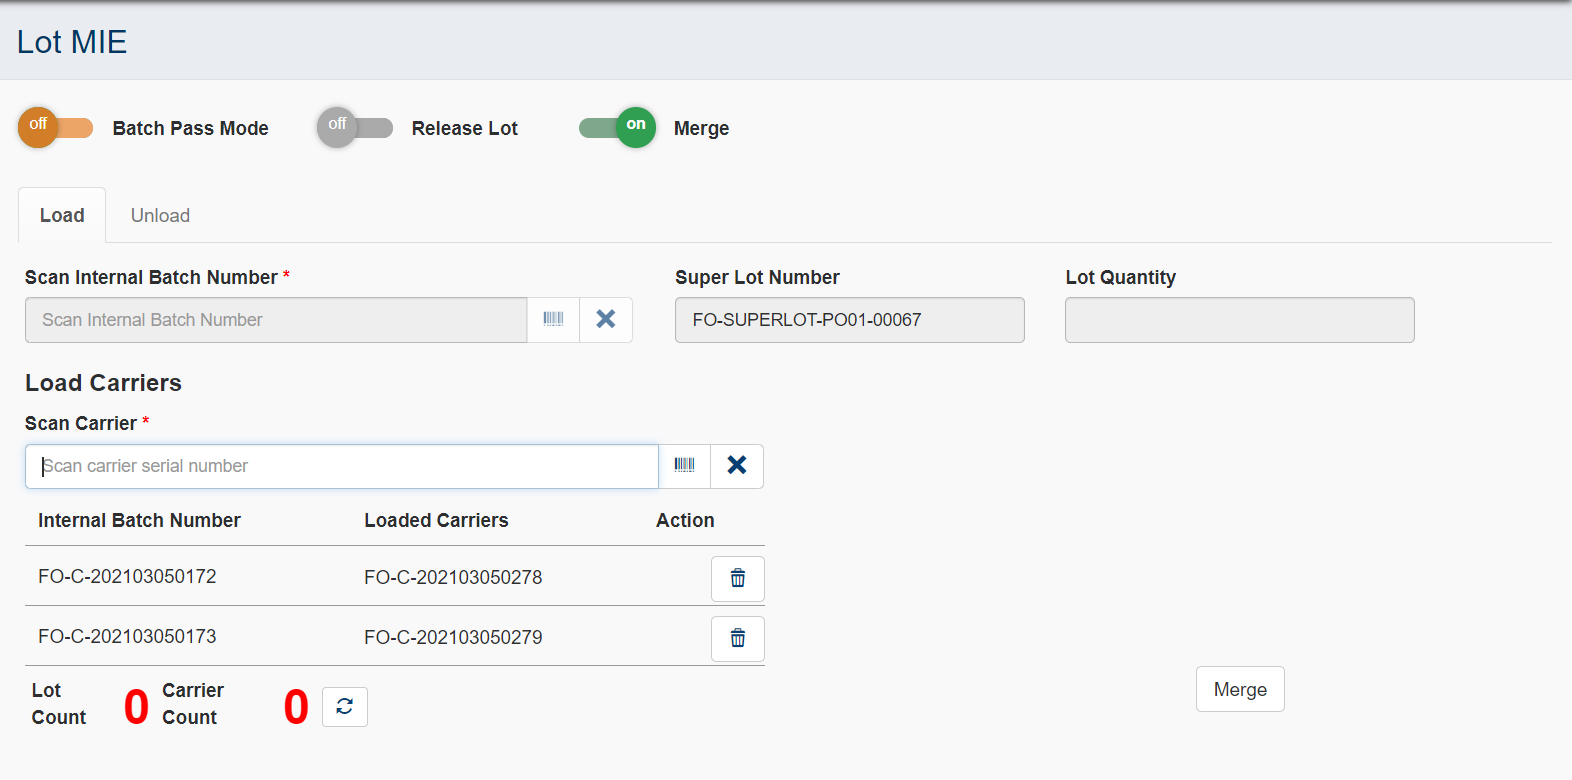 Lot MIE
off Batch Pass Mode off Release Lot on Merge
Load Unload
Scan Internal Batch Number * Super Lot Number Lot Quantity
Scan Internal Batch Number FO-SUPERLOT-PO01-00067
Load Carriers
Scan Carrier *
Scan carrier serial number
Internal Batch Number Loaded Carriers Action
FO-C-202103050172 FO-C-202103050278
FO-C-202103050173 FO-C-202103050279
Lot Count 0 Carrier Count 0
Merge